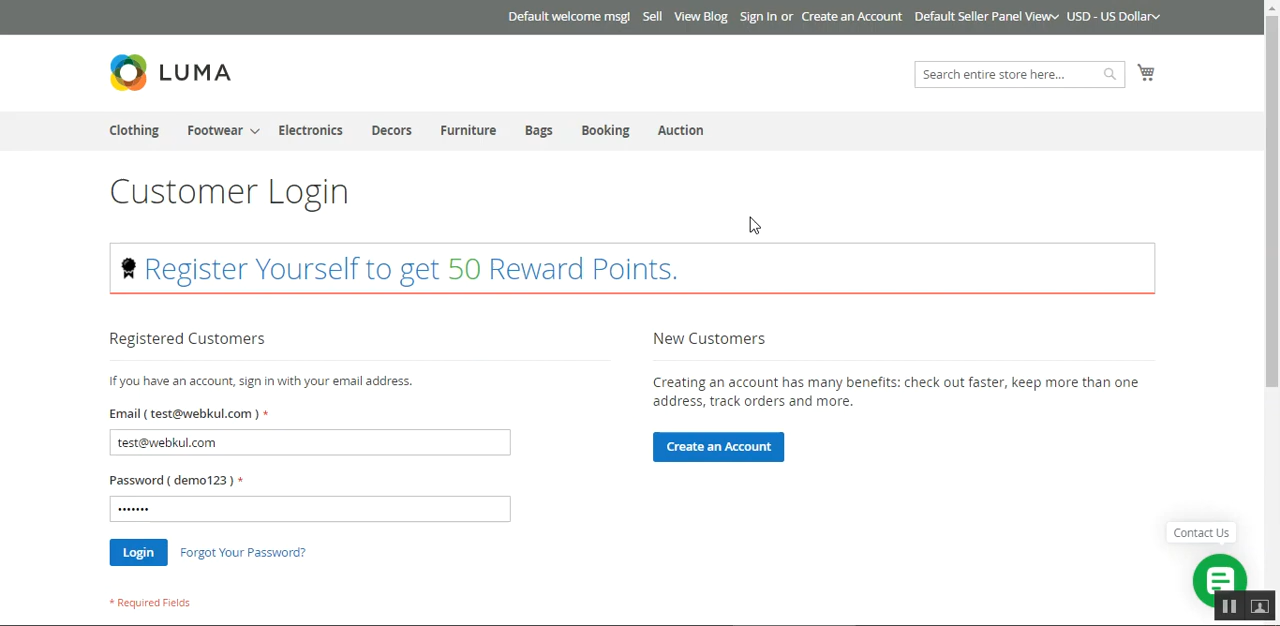 Default welcome msg! Sell View Blog Sign In or Create an Account Default Seller Panel View USD - US Dollar
LUMA
Search entire store here...
Clothing Footwear Electronics Decors Furniture Bags Booking Auction
Customer Login
Register Yourself to get 50 Reward Points.
Registered Customers
If you have an account, sign in with your email address.
Email ( test@webkul.com ) *
test@webkul.com
Password ( demo123 ) *
•••••••
Login Forgot Your Password?
* Required Fields
New Customers
Creating an account has many benefits: check out faster, keep more than one
address, track orders and more.
Create an Account
Contact Us